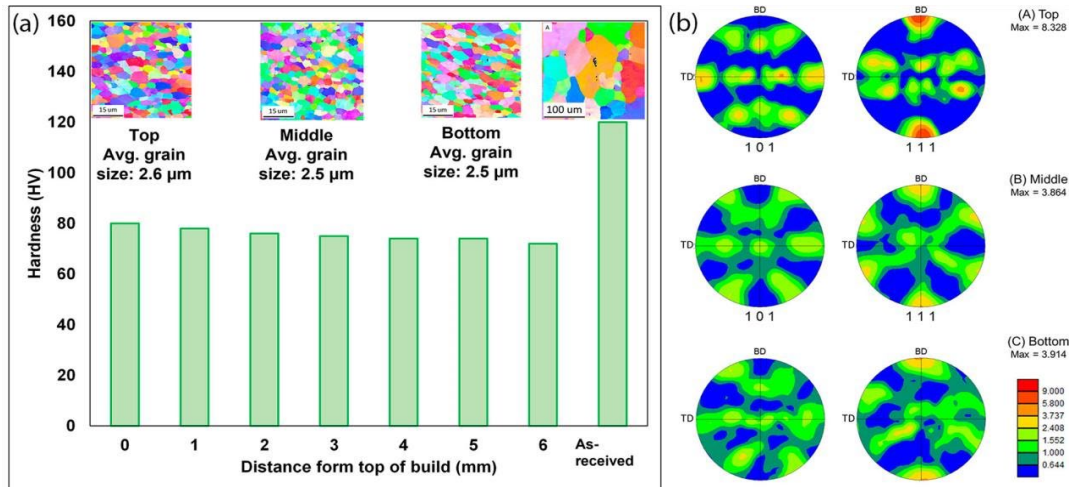 (a)
160
140
120
100
80
60
40
20
0
Hardness (HV)
15 um
15 um
15 um
A
100 um
Top
Avg. grain
size: 2.6 µm
Middle
Avg. grain
size: 2.5 µm
Bottom
Avg. grain
size: 2.5 µm
0 1 2 3 4 5 6 As-
received
Distance form top of build (mm)
(b)
BD BD
TD TD
1 0 1 1 1 1
(A) Top
Max = 8.328
BD BD
TD TD
1 0 1 1 1 1
(B) Middle
Max = 3.864
BD BD
TD TD
(C) Bottom
Max = 3.914
9.000
5.800
3.737
2.408
1.552
1.000
0.644